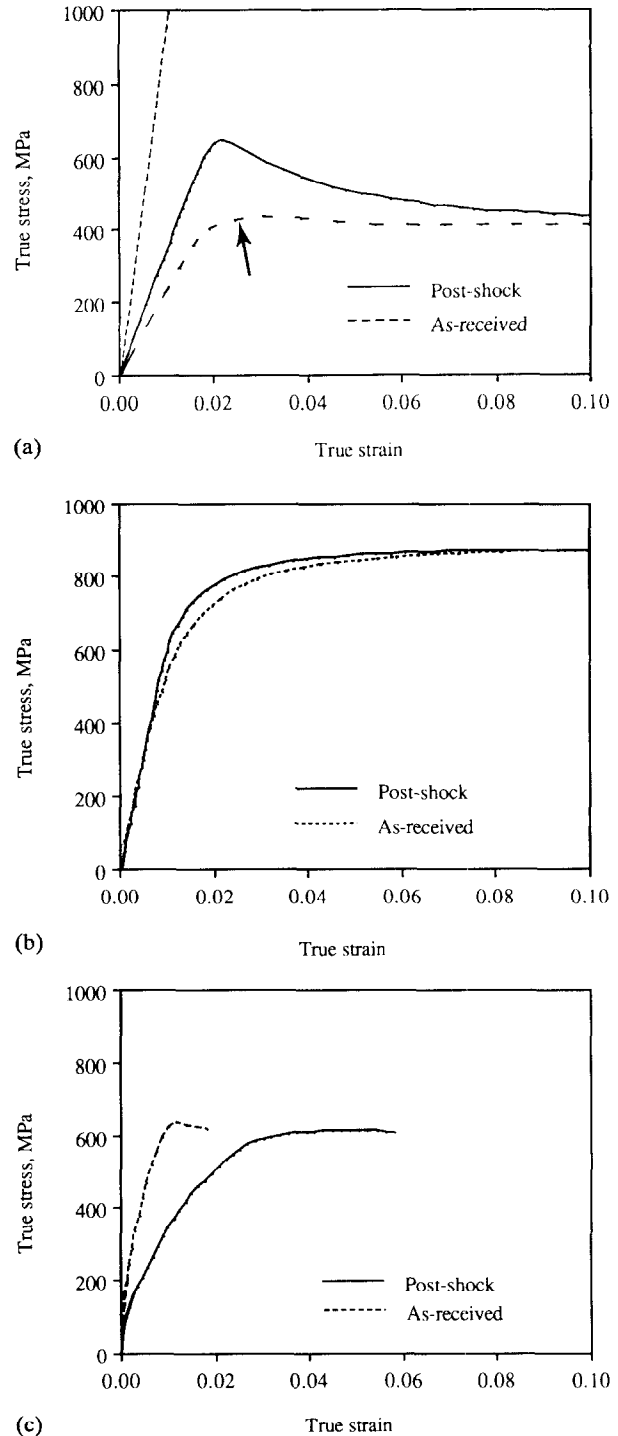 1000
800
600
400
200
0
True stress, MPa
Post-shock
As-received
0.00 0.02 0.04 0.06 0.08 0.10
(a)
True strain
1000
800
600
400
200
0
True stress, MPa
Post-shock
As-received
0.00 0.02 0.04 0.06 0.08 0.10
(b)
True strain
1000
800
600
400
200
0
True stress, MPa
Post-shock
As-received
0.00 0.02 0.04 0.06 0.08 0.10
(c)
True strain